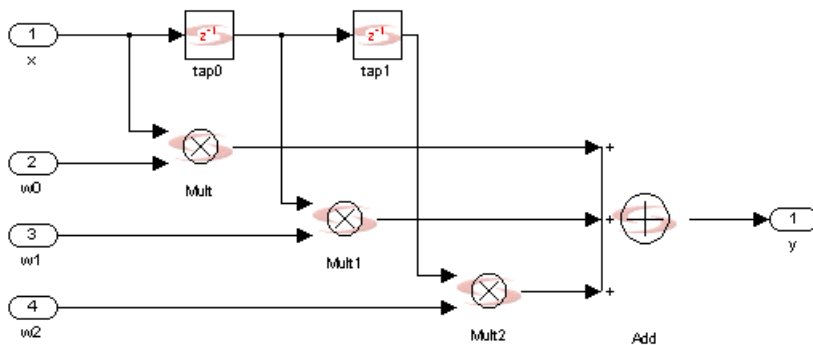 1
z⁻¹
z⁻¹
x
tap0
tap1
2
+
w0
Mult
3
+
1
w1
Mult1
y
4
+
w2
Mult2
Add